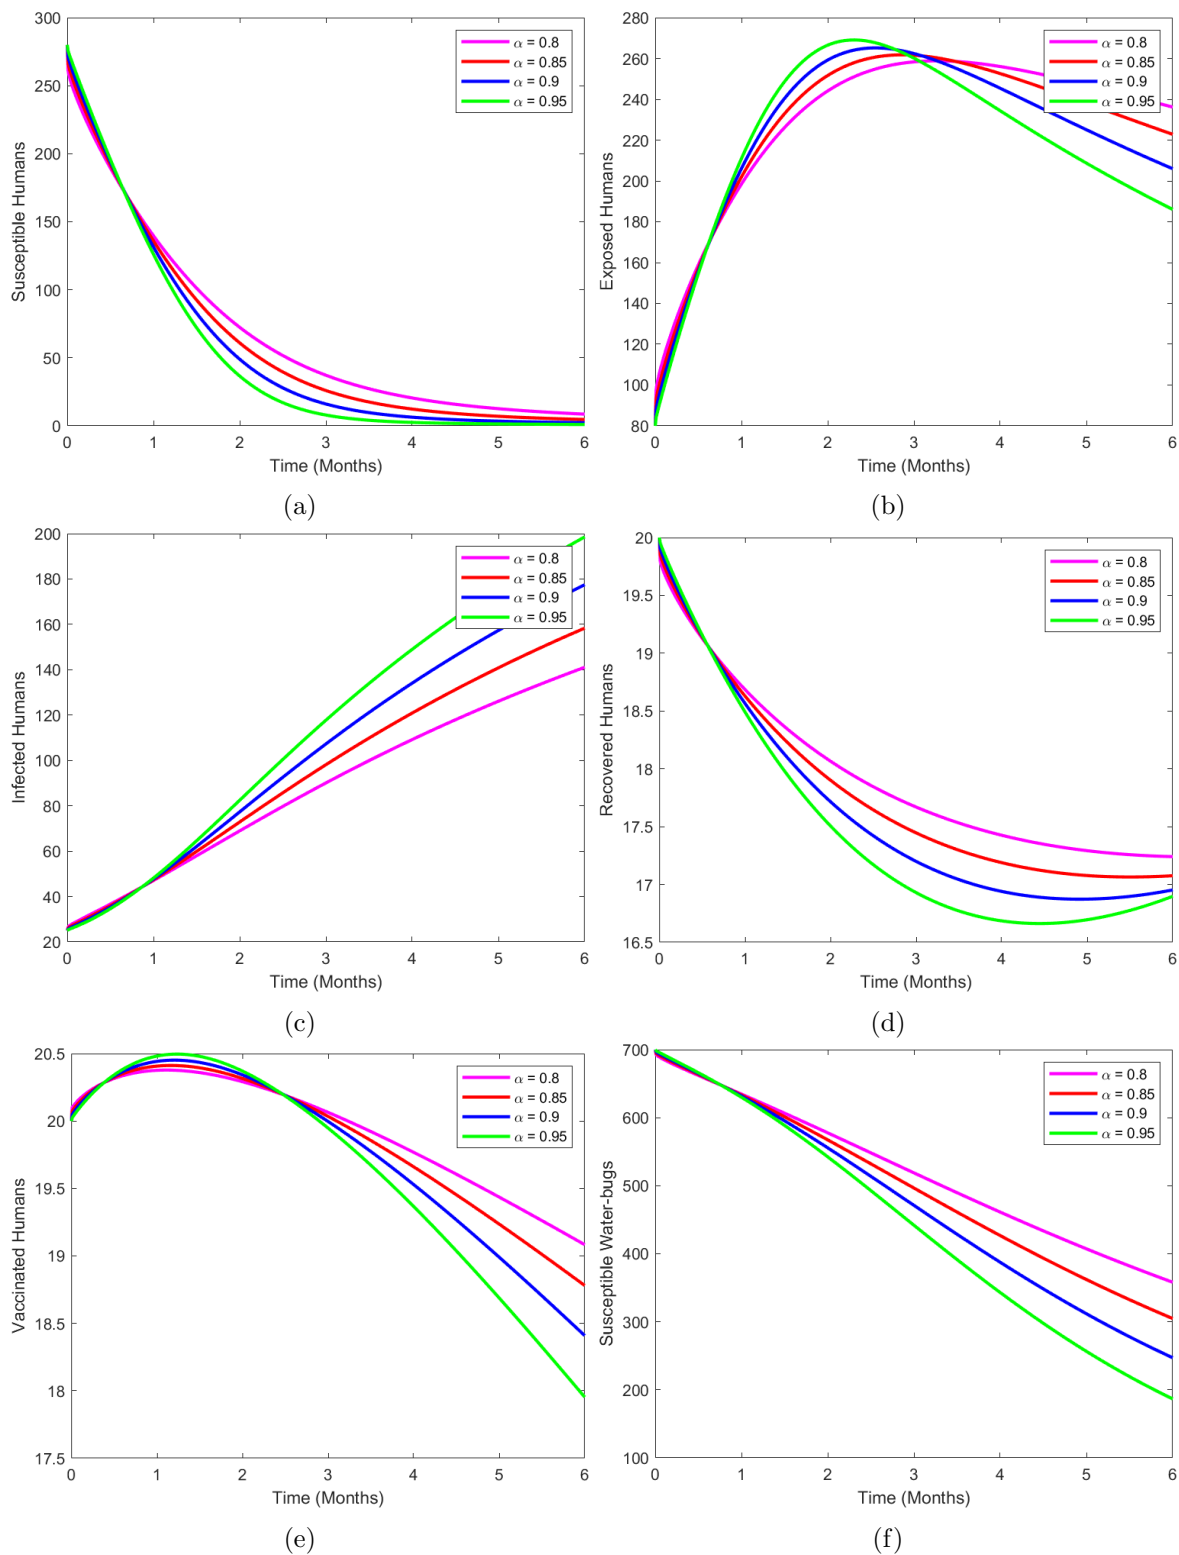 300
250
200
150
100
50
0
Susceptible Humans
0 1 2 3 4 5 6
Time (Months)
α = 0.8
α = 0.85
α = 0.9
α = 0.95
(a)
280
260
240
220
200
180
160
140
120
100
80
Exposed Humans
0 1 2 3 4 5 6
Time (Months)
α = 0.8
α = 0.85
α = 0.9
α = 0.95
(b)
200
180
160
140
120
100
80
60
40
20
Infected Humans
0 1 2 3 4 5 6
Time (Months)
α = 0.8
α = 0.85
α = 0.9
α = 0.95
(c)
20
19.5
19
18.5
18
17.5
17
16.5
Recovered Humans
0 1 2 3 4 5 6
Time (Months)
α = 0.8
α = 0.85
α = 0.9
α = 0.95
(d)
20.5
20
19.5
19
18.5
18
17.5
Vaccinated Humans
0 1 2 3 4 5 6
Time (Months)
α = 0.8
α = 0.85
α = 0.9
α = 0.95
(e)
700
600
500
400
300
200
100
Susceptible Water-bugs
0 1 2 3 4 5 6
Time (Months)
α = 0.8
α = 0.85
α = 0.9
α = 0.95
(f)